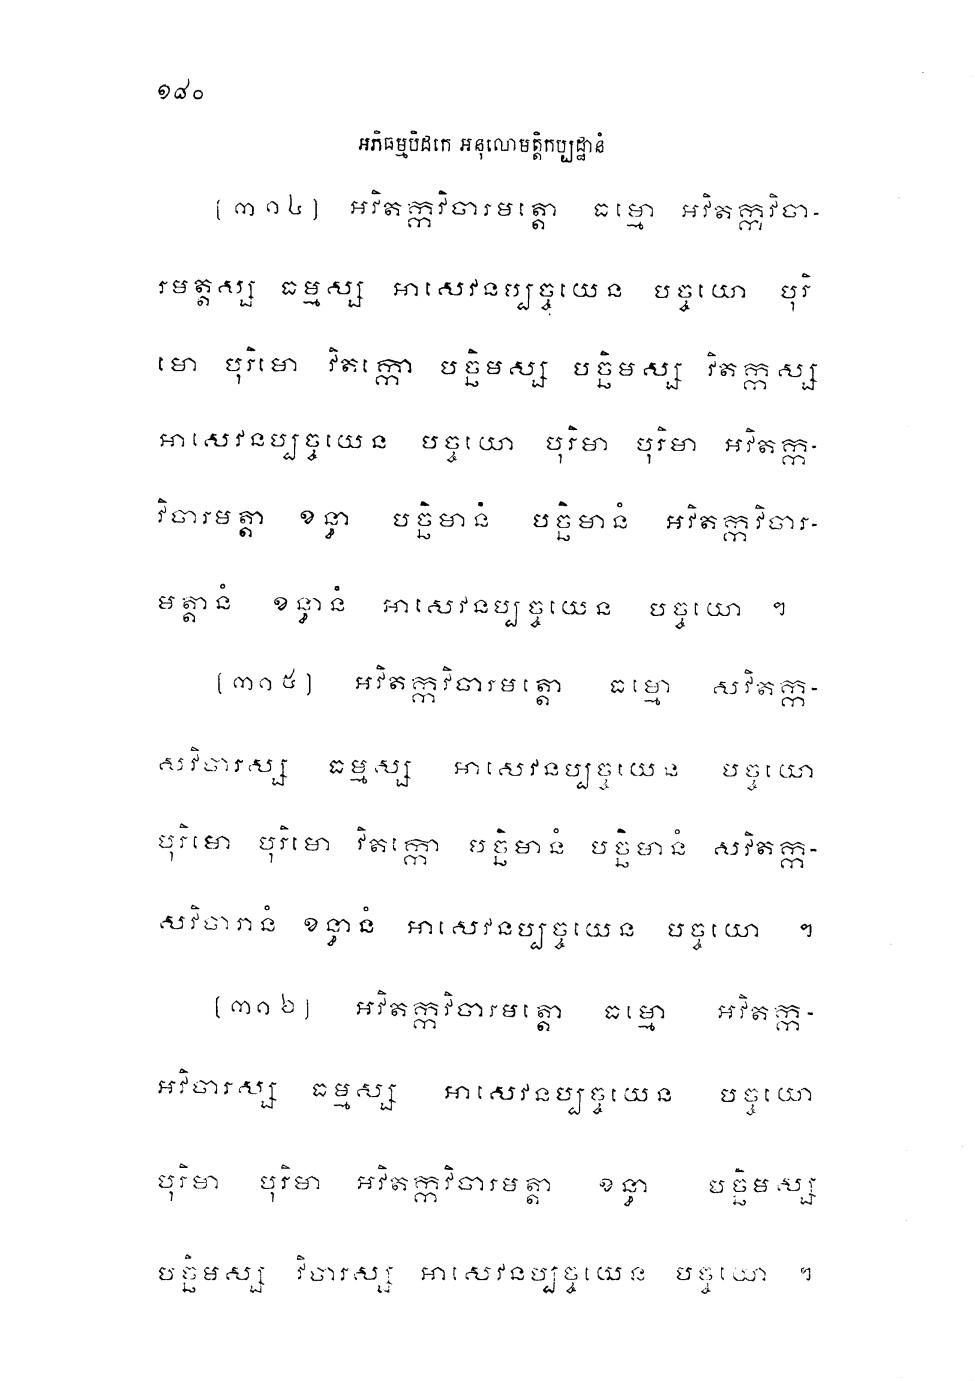 ១៨០
អភិធម្មបិដកេ អនុលោមត្តិកប្បដ្ឋានំ
[៣១៤] អវិតក្កវិចារមត្តោ ធម្មោ អវិតក្កវិចា-
រមត្តស្ស ធម្មស្ស អាសេវនប្បច្ចយេន បច្ចយោ បុរិ
មោ បុរិមោ វិតក្កោ បច្ឆិមស្ស បច្ឆិមស្ស វិតក្កស្ស
អាសេវនប្បច្ចយេន បច្ចយោ បុរិមា បុរិមា អវិតក្ក-
វិចារមត្តា ខន្ធា បច្ឆិមានំ បច្ឆិមានំ អវិតក្កវិចារ-
មត្តានំ ខន្ធានំ អាសេវនប្បច្ចយេន បច្ចយោ ។
[៣១៥] អវិតក្កវិចារមត្តោ ធម្មោ សវិតក្ក-
សវិចារស្ស ធម្មស្ស អាសេវនប្បច្ចយេន បច្ចយោ
បុរិមោ បុរិមោ វិតក្កោ បច្ឆិមានំ បច្ឆិមានំ សវិតក្ក-
សវិចារានំ ខន្ធានំ អាសេវនប្បច្ចយេន បច្ចយោ ។
[៣១៦] អវិតក្កវិចារមត្តោ ធម្មោ អវិតក្ក-
អវិចារស្ស ធម្មស្ស អាសេវនប្បច្ចយេន បច្ចយោ
បុរិមា បុរិមា អវិតក្កវិចារមត្តា ខន្ធា បច្ឆិមស្ស
បច្ឆិមស្ស វិចារស្ស អាសេវនប្បច្ចយេន បច្ចយោ ។